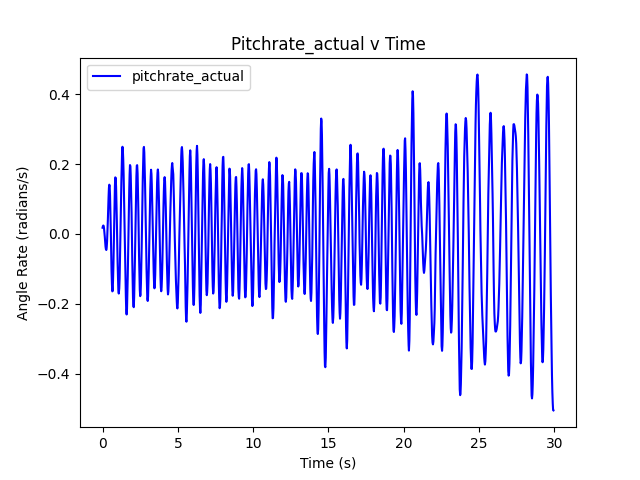 Pitchrate_actual v Time
pitchrate_actual
Angle Rate (radians/s)
0.4
0.2
0.0
−0.2
−0.4
0 5 10 15 20 25 30
Time (s)